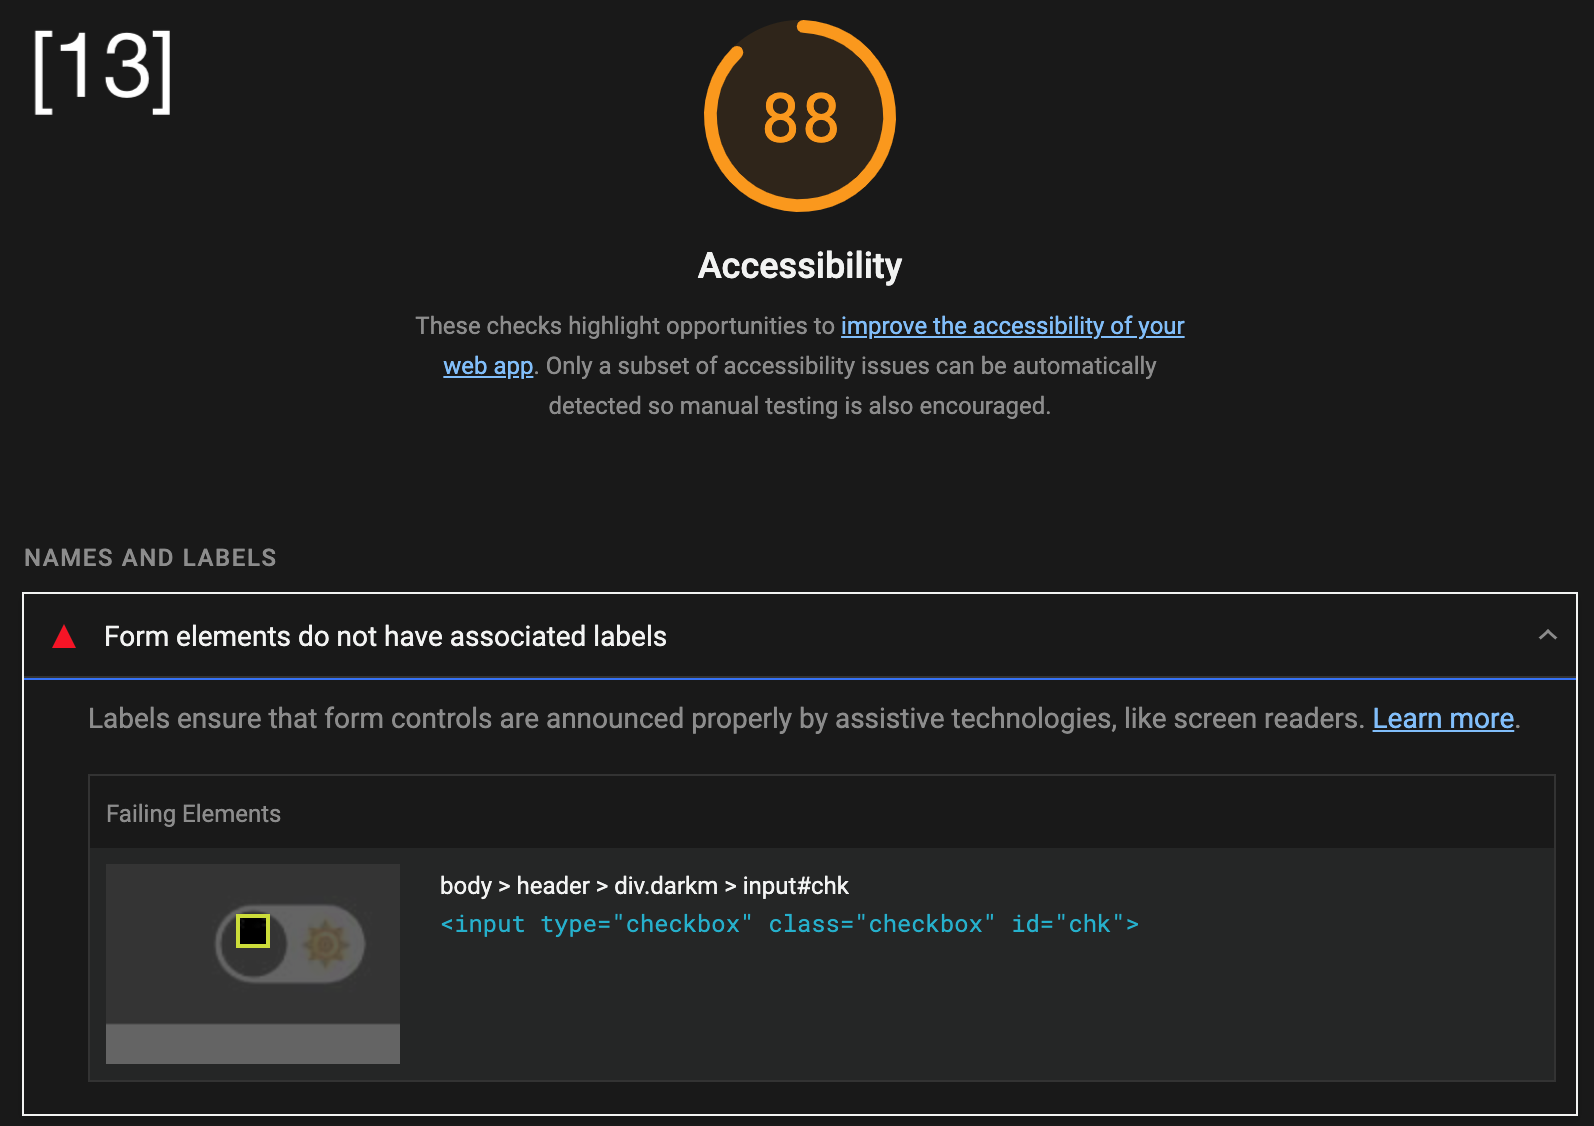 [13]
88
Accessibility
These checks highlight opportunities to improve the accessibility of your
web app. Only a subset of accessibility issues can be automatically
detected so manual testing is also encouraged.
NAMES AND LABELS
Form elements do not have associated labels
Labels ensure that form controls are announced properly by assistive technologies, like screen readers. Learn more.
Failing Elements
body > header > div.darkm > input#chk
<input type="checkbox" class="checkbox" id="chk">